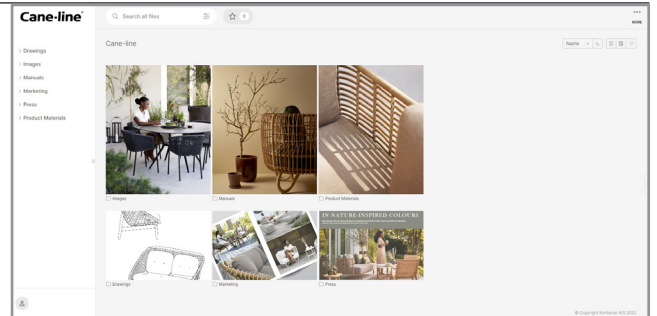 Cane-line®
Search all files
0
MORE
Drawings
Images
Manuals
Marketing
Press
Product Materials
Cane-line
Name
Images
Manuals
Product Materials
IN NATURE-INSPIRED COLOURS
Drawings
Marketing
Press
© Copyright Kontainer A/S 2022